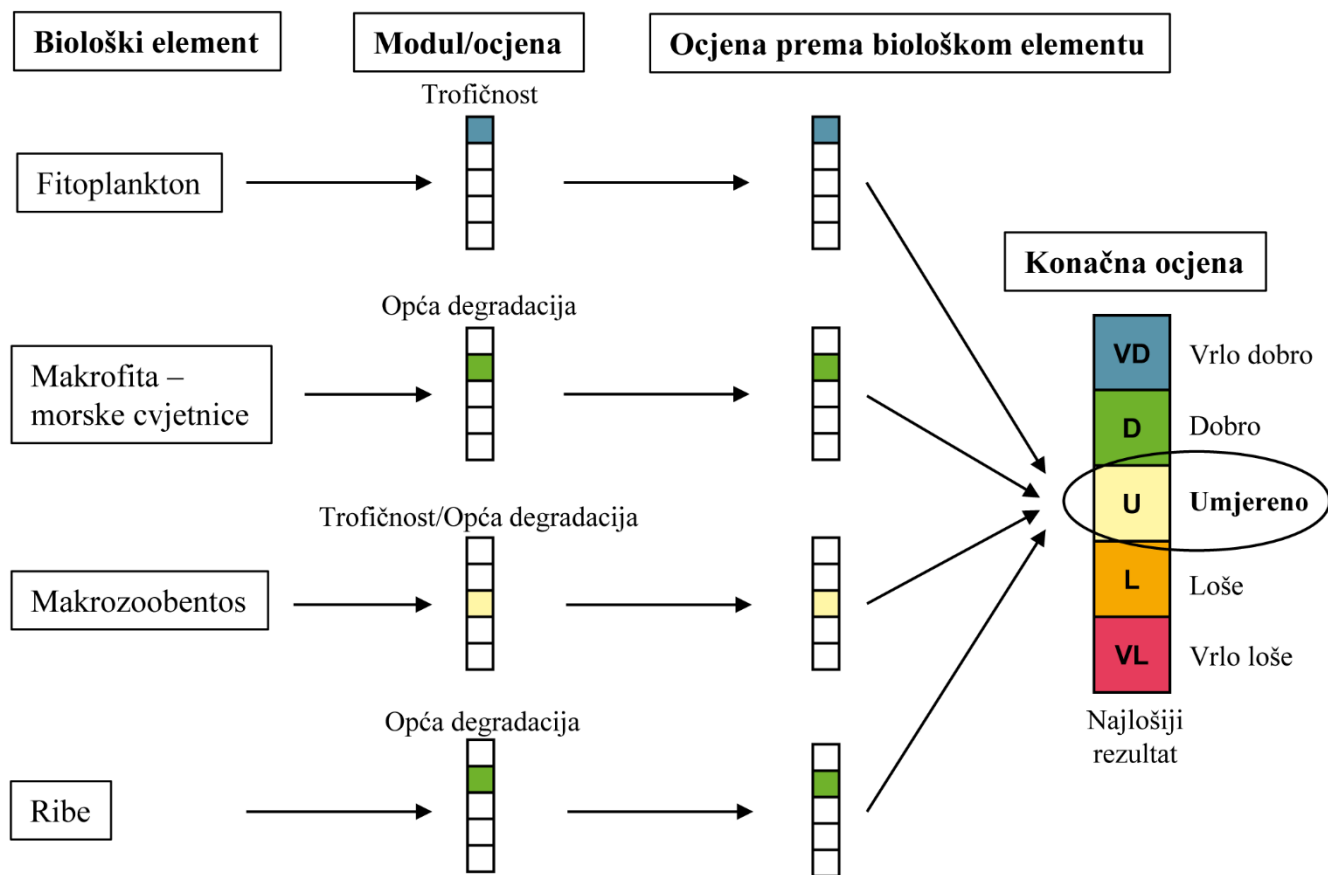 Biološki element
Modul/ocjena
Ocjena prema biološkom elementu
Trofičnost
Fitoplankton
Konačna ocjena
Opća degradacija
Makrofita –
morske cvjetnice
VD
Vrlo dobro
D
Dobro
U
Umjereno
L
Loše
VL
Vrlo loše
Najlošiji
rezultat
Trofičnost/Opća degradacija
Makrozoobentos
Opća degradacija
Ribe